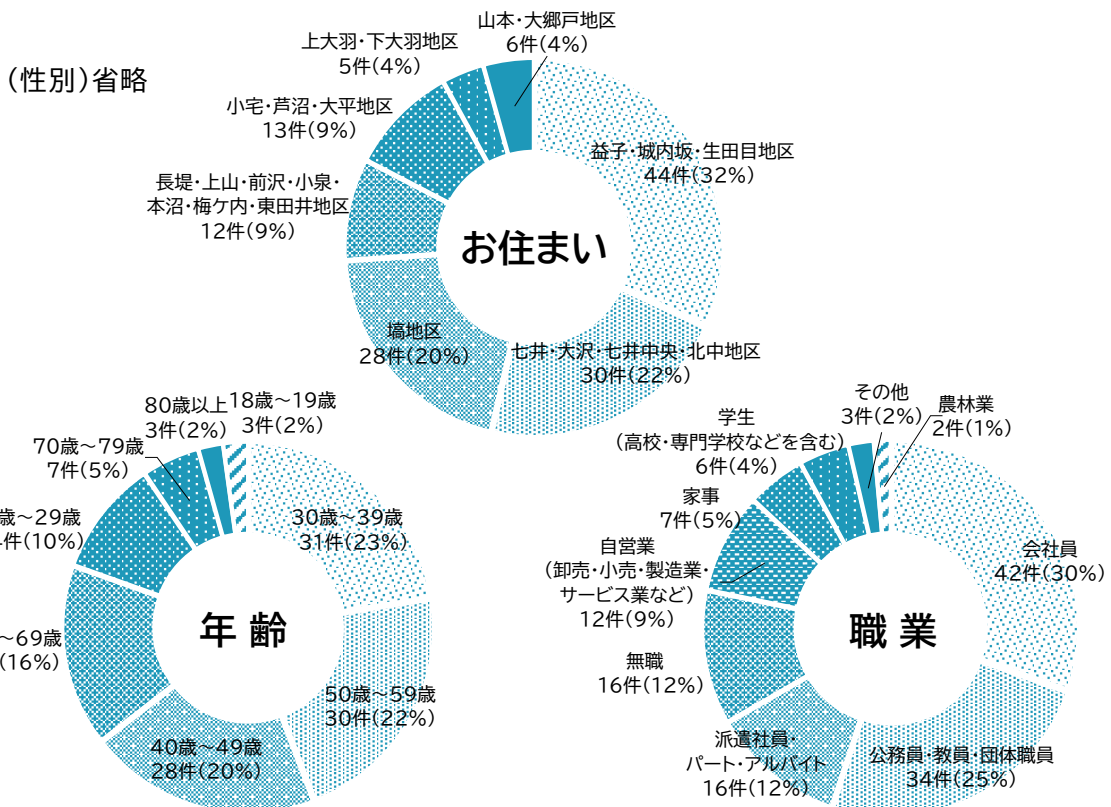 (性別)省略
山本・大郷戸地区
6件(4%)
上大羽・下大羽地区
5件(4%)
小宅・芦沼・大平地区
13件(9%)
長堤・上山・前沢・小泉・
本沼・梅ケ内・東田井地区
12件(9%)
益子・城内坂・生田目地区
44件(32%)
お住まい
塙地区
28件(20%)
七井・大沢・七井中央・北中地区
30件(22%)
80歳以上
3件(2%)
18歳〜19歳
3件(2%)
70歳〜79歳
7件(5%)
歳〜29歳
件(10%)
〜69歳
(16%)
30歳〜39歳
31件(23%)
年齢
50歳〜59歳
30件(22%)
40歳〜49歳
28件(20%)
その他
3件(2%)
農林業
2件(1%)
学生
(高校・専門学校などを含む)
6件(4%)
家事
7件(5%)
自営業
(卸売・小売・製造業・
サービス業など)
12件(9%)
無職
16件(12%)
会社員
42件(30%)
職業
派遣社員・
パート・アルバイト
16件(12%)
公務員・教員・団体職員
34件(25%)